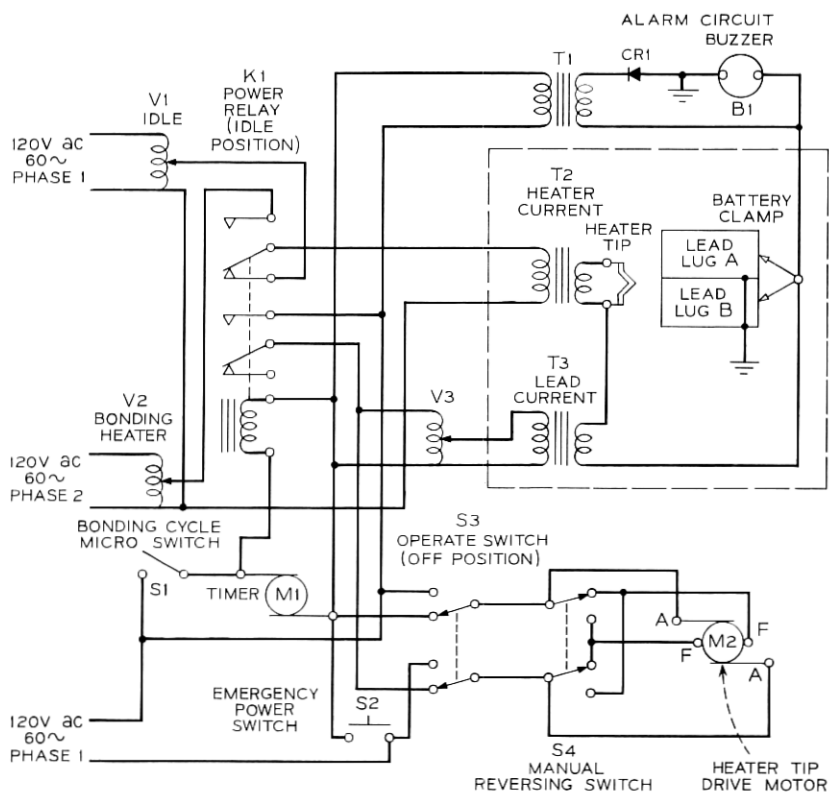 ALARM CIRCUIT
BUZZER
T1
CR1
B1
K1
POWER
RELAY
(IDLE
POSITION)
V1
IDLE
120V ac
60~
PHASE 1
T2
HEATER
CURRENT
HEATER
TIP
BATTERY
CLAMP
LEAD
LUG A
LEAD
LUG B
T3
LEAD
CURRENT
V3
V2
BONDING
HEATER
120V ac
60~
PHASE 2
BONDING CYCLE
MICRO SWITCH
S1
TIMER
M1
S3
OPERATE SWITCH
(OFF POSITION)
A
M2
F
F
A
EMERGENCY
POWER
SWITCH
S2
120V ac
60~
PHASE 1
S4
MANUAL
REVERSING SWITCH
HEATER TIP
DRIVE MOTOR